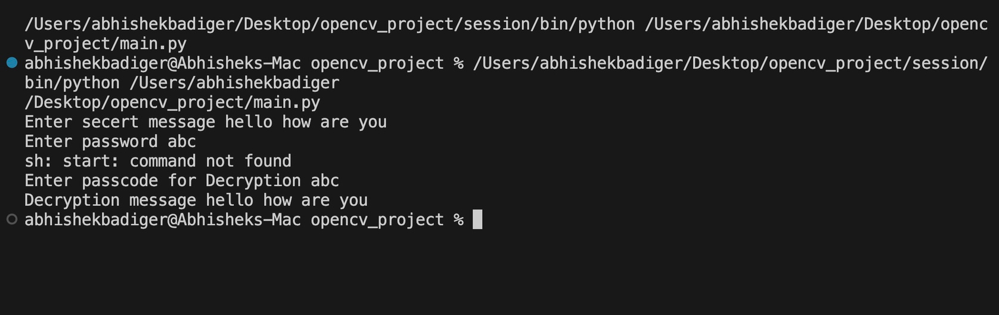 /Users/abhishekbadiger/Desktop/opencv_project/session/bin/python /Users/abhishekbadiger/Desktop/openc
v_project/main.py
abhishekbadiger@Abhisheks-Mac opencv_project % /Users/abhishekbadiger/Desktop/opencv_project/session/
bin/python /Users/abhishekbadiger
/Desktop/opencv_project/main.py
Enter secert message hello how are you
Enter password abc
sh: start: command not found
Enter passcode for Decryption abc
Decryption message hello how are you
abhishekbadiger@Abhisheks-Mac opencv_project %